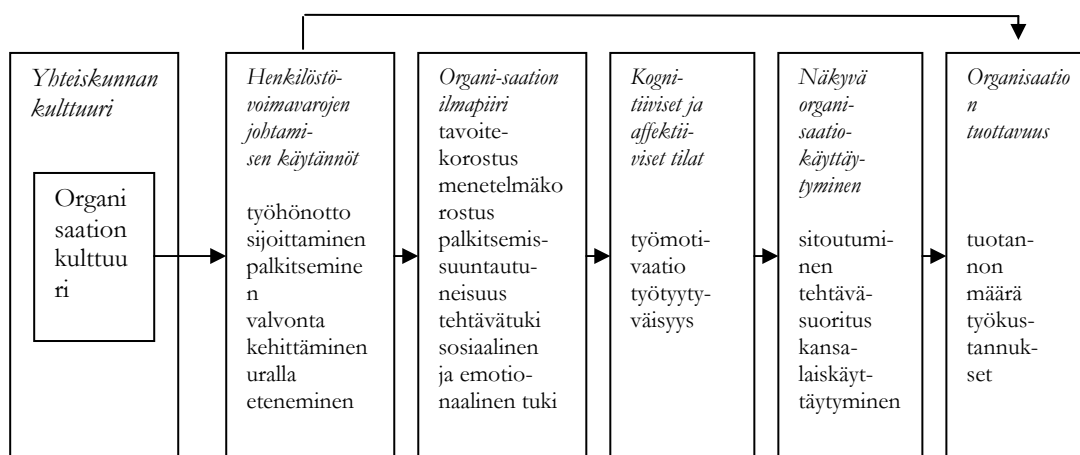 Yhteiskunnan
kulttuuri
Organi
saation
kulttuu
ri
Henkilöstö-
voimavarojen
johtami-
sen käytännöt
työhönotto
sijoittaminen
palkitsemine
n
valvonta
kehittäminen
uralla
eteneminen
Organi-saation
ilmapiiri
tavoite-
korostus
menetelmäko
rostus
palkitsemis-
suuntautu-
neisuus
tehtävätuki
sosiaalinen
ja emotio-
naalinen tuki
Kogni-
tiiviset ja
affektii-
viset tilat
työmoti-
vaatio
työtyyty-
väisyys
Näkyvä
organi-
saatio-
käyttäy-
tyminen
sitoutumi-
nen
tehtävä-
suoritus
kansa-
laiskäyt-
täytyminen
Organisaatio
n
tuottavuus
tuotan-
non
määrä
työkus-
tannuk-
set